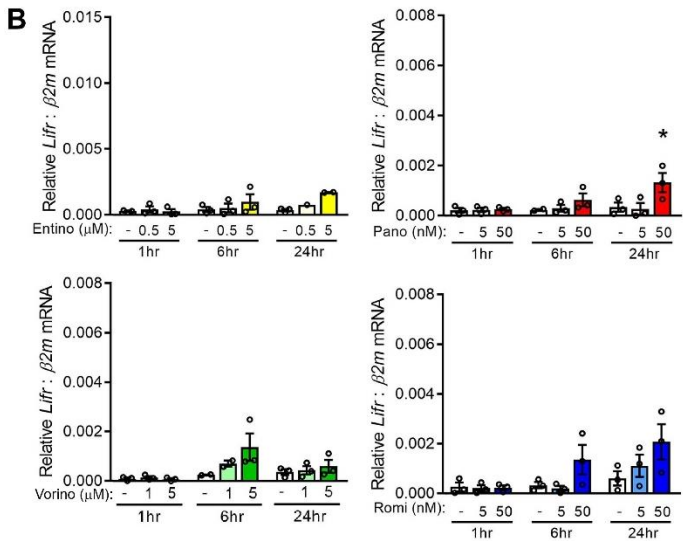 B
Relative Lifr : β2m mRNA
0.015
0.010
0.005
0.000
Entino (μM): - 0.5 5 - 0.5 5 - 0.5 5
1hr 6hr 24hr
Relative Lifr : β2m mRNA
0.008
0.006
0.004
0.002
0.000
*
Pano (nM): - 5 50 - 5 50 - 5 50
1hr 6hr 24hr
Relative Lifr : β2m mRNA
0.008
0.006
0.004
0.002
0.000
Vorino (μM): - 1 5 - 1 5 - 1 5
1hr 6hr 24hr
Relative Lifr : β2m mRNA
0.008
0.006
0.004
0.002
0.000
Romi (nM): - 5 50 - 5 50 - 5 50
1hr 6hr 24hr